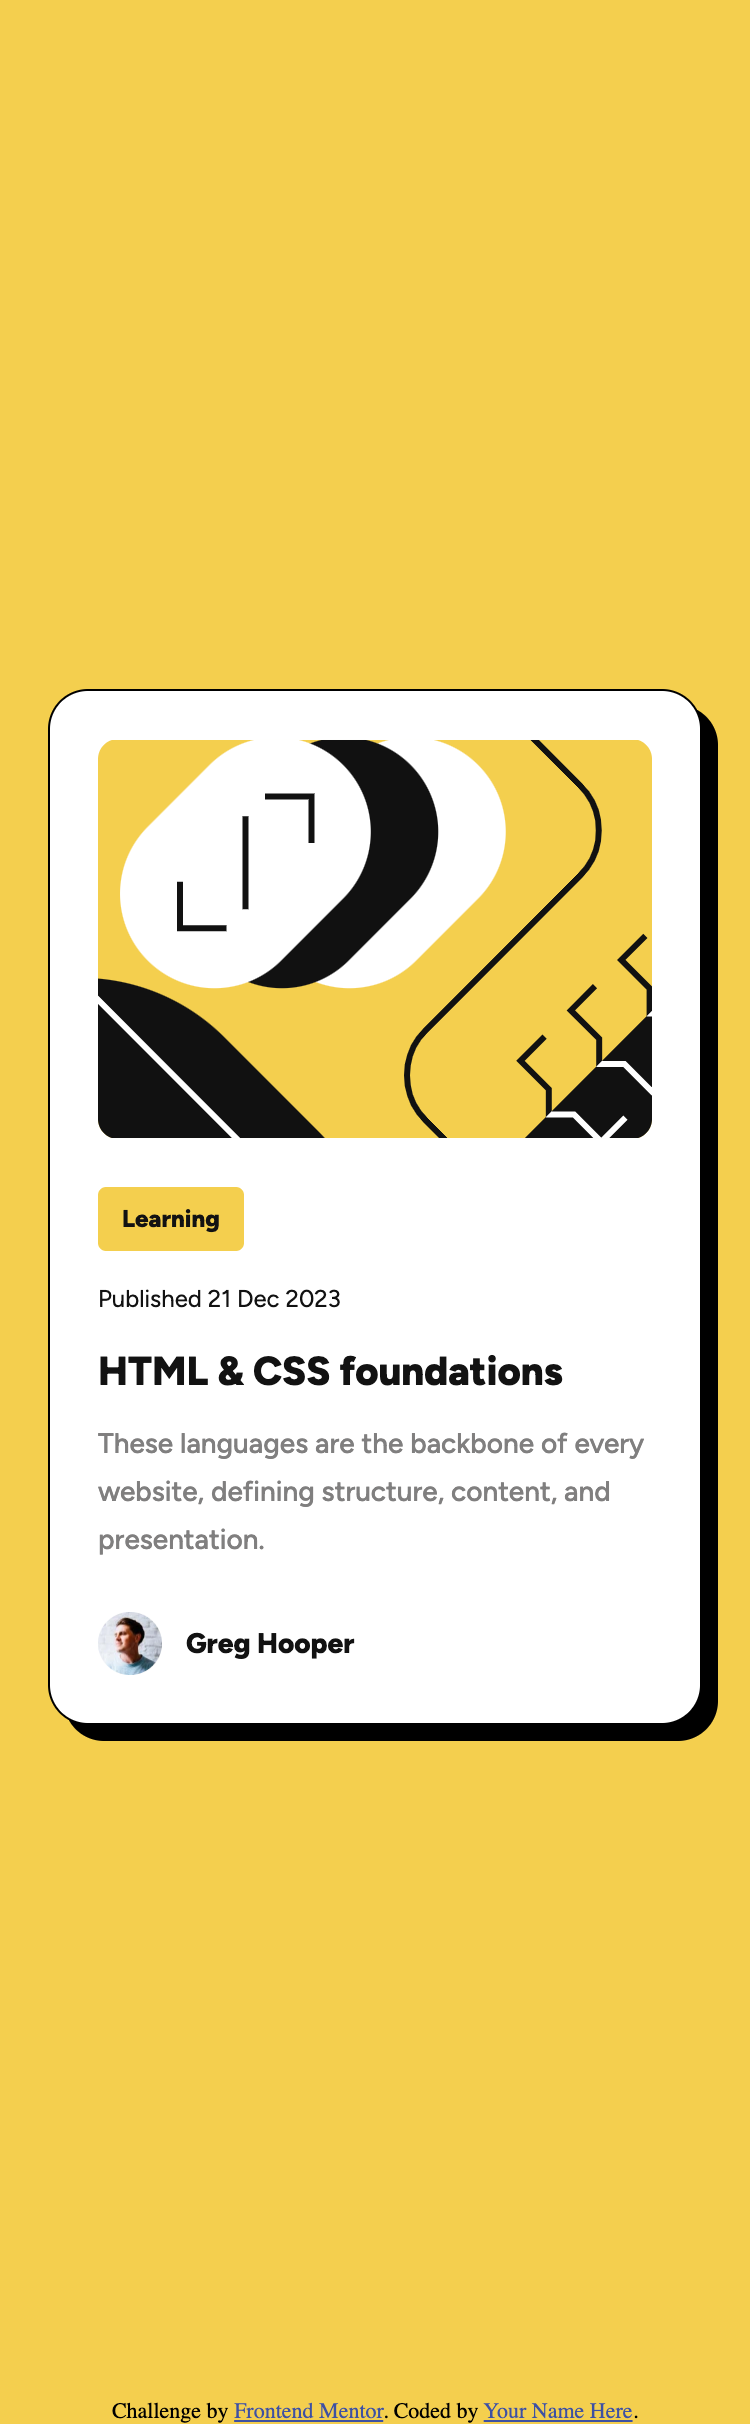 Learning
Published 21 Dec 2023
HTML & CSS foundations
These languages are the backbone of every
website, defining structure, content, and
presentation.
Greg Hooper
Challenge by Frontend Mentor. Coded by Your Name Here.